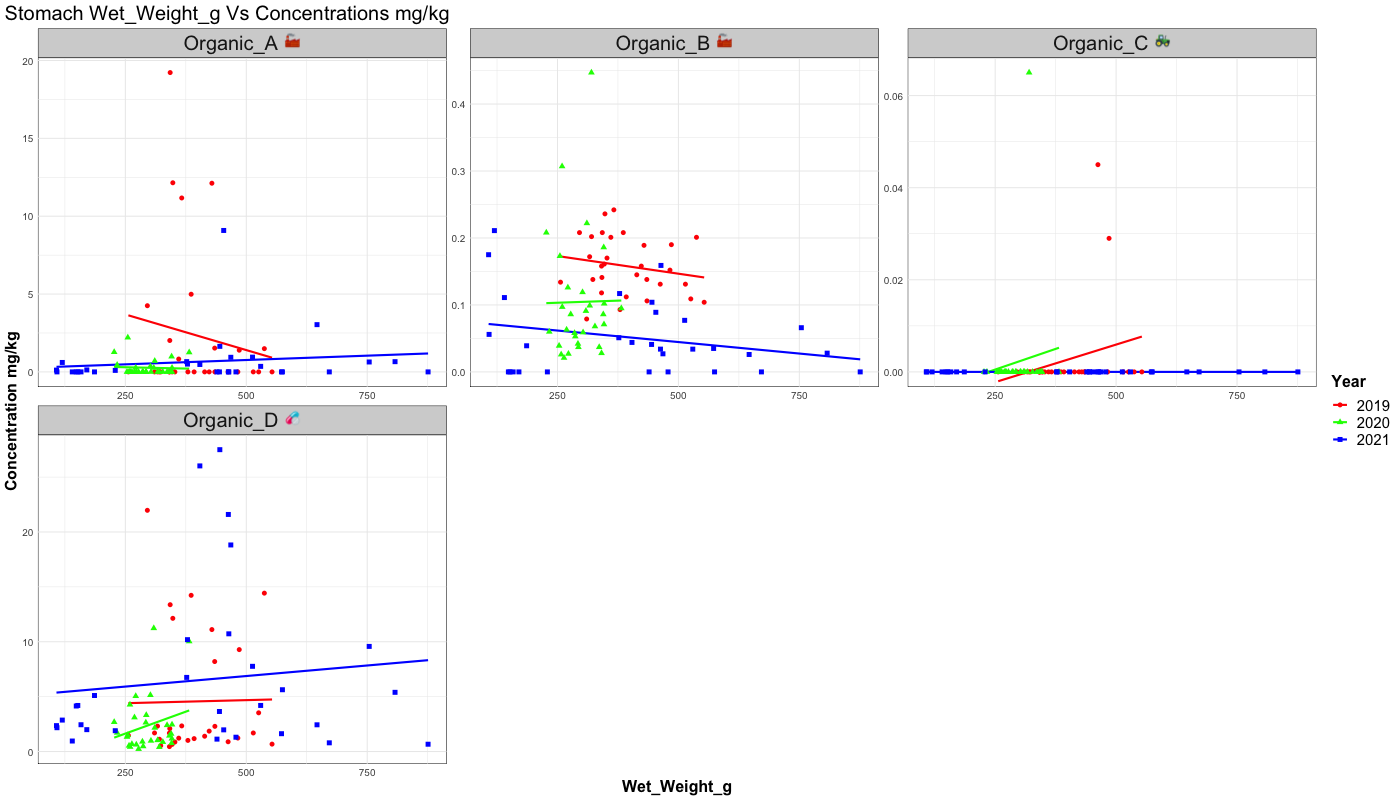 Stomach Wet_Weight_g Vs Concentrations mg/kg
Organic_A 🏭
Organic_B 🏭
Organic_C 🚜
20
15
10
5
0
250 500 750
0.4
0.3
0.2
0.1
0.0
250 500 750
0.06
0.04
0.02
0.00
250 500 750
Organic_D 💊
20
10
0
250 500 750
Concentration mg/kg
Wet_Weight_g
Year
2019
2020
2021